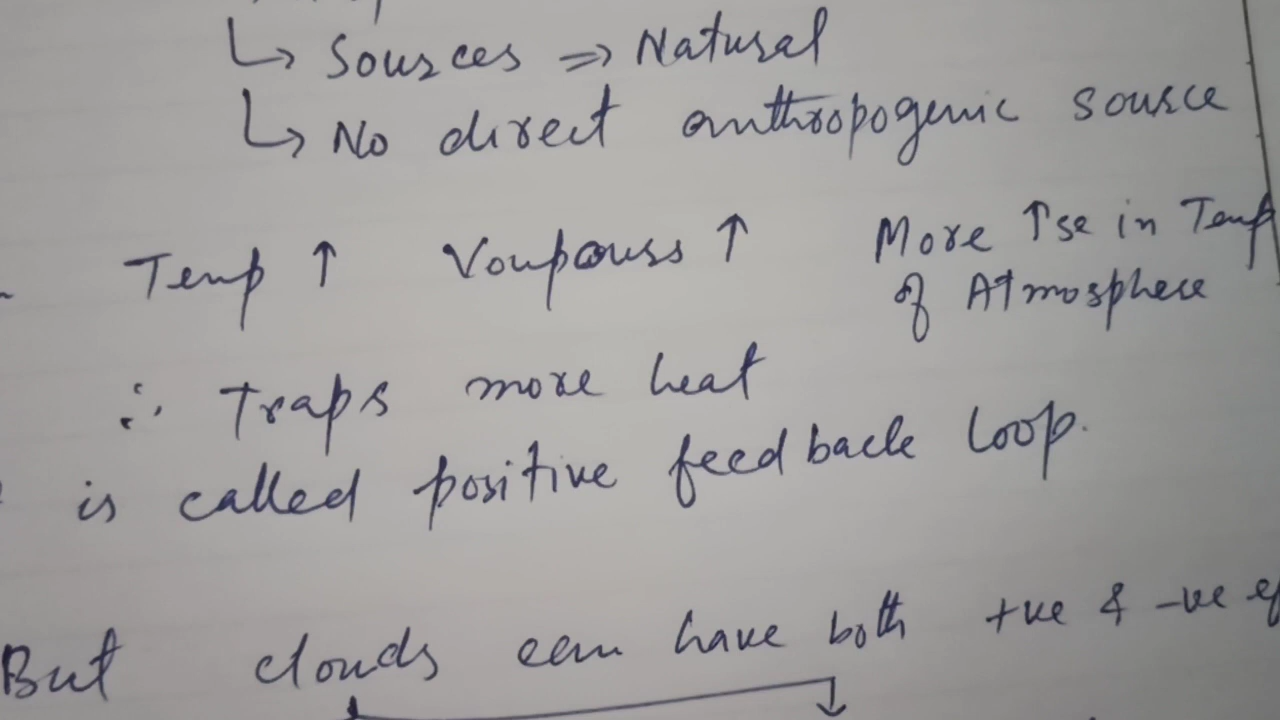 ↳ Sources ⇒ Natural
↳ No direct anthropogenic source
Temp ↑ Voupouss ↑ More ↑se in Temp
of Atmosphere
∴ Traps more heat
is called positive feedback loop.
But clouds can have both +ve & -ve